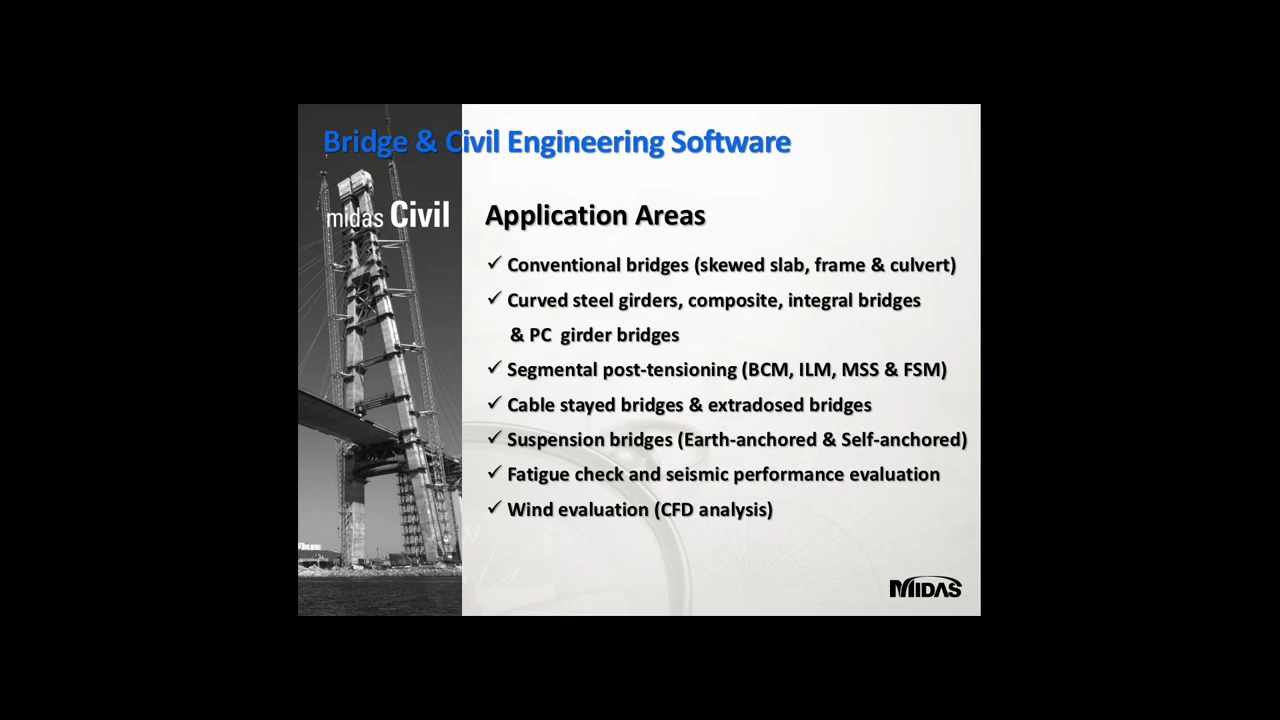 Bridge & Civil Engineering Software
midas Civil
Application Areas
✓ Conventional bridges (skewed slab, frame & culvert)
✓ Curved steel girders, composite, integral bridges
& PC girder bridges
✓ Segmental post-tensioning (BCM, ILM, MSS & FSM)
✓ Cable stayed bridges & extradosed bridges
✓ Suspension bridges (Earth-anchored & Self-anchored)
✓ Fatigue check and seismic performance evaluation
✓ Wind evaluation (CFD analysis)
MIDAS